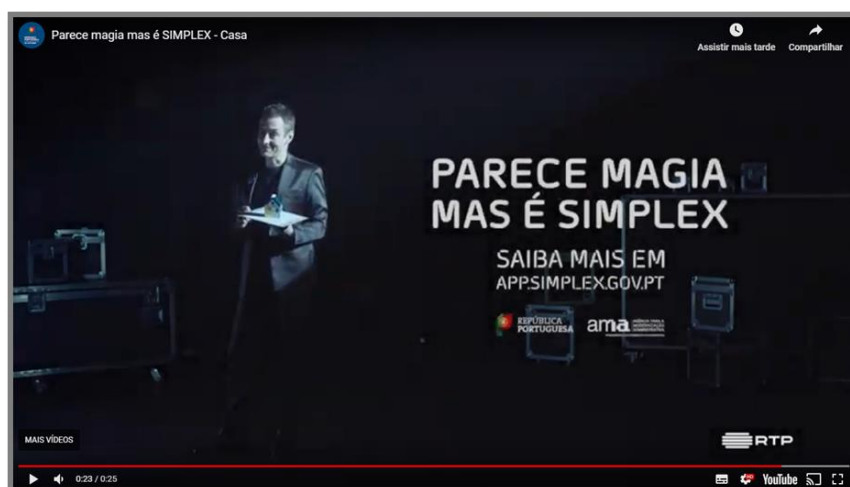 Parece magia mas é SIMPLEX - Casa
Assistir mais tarde
Compartilhar
PARECE MAGIA
MAS É SIMPLEX
SAIBA MAIS EM
APP.SIMPLEX.GOV.PT
REPÚBLICA
PORTUGUESA
ama
MAIS VÍDEOS
RTP
0:23 / 0:25
HD
YouTube